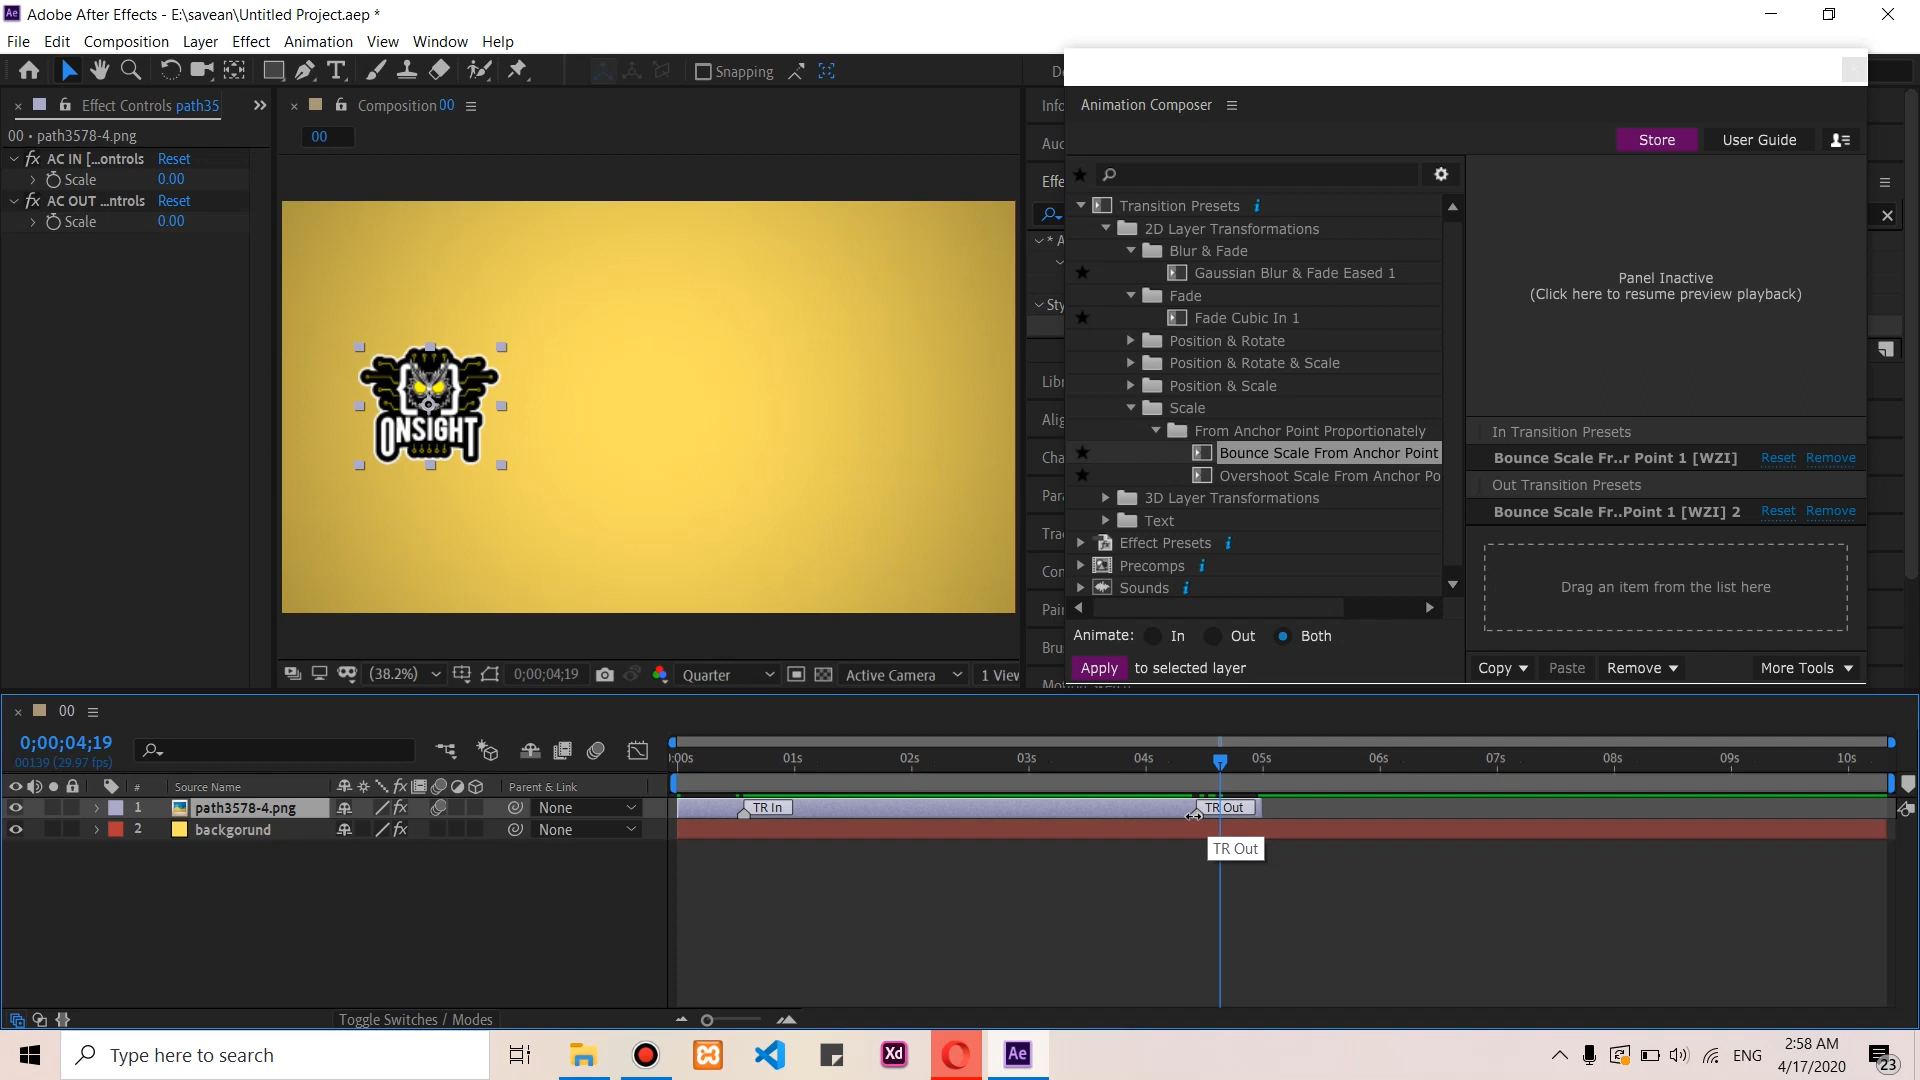 Adobe After Effects - E:\savean\Untitled Project.aep *
File Edit Composition Layer Effect Animation View Window Help
Snapping
Effect Controls path35
Composition 00
00 • path3578-4.png
00
AC IN [...ontrols Reset
Scale 0.00
AC OUT ...ntrols Reset
Scale 0.00
ONSIGHT
Animation Composer
Store User Guide
Transition Presets
2D Layer Transformations
Blur & Fade
Gaussian Blur & Fade Eased 1
Fade
Fade Cubic In 1
Position & Rotate
Position & Rotate & Scale
Position & Scale
Scale
From Anchor Point Proportionately
Bounce Scale From Anchor Point
Overshoot Scale From Anchor Po
3D Layer Transformations
Text
Effect Presets
Precomps
Sounds
Animate: In Out Both
Apply to selected layer
Panel Inactive
(Click here to resume preview playback)
In Transition Presets
Bounce Scale Fr..r Point 1 [WZI] Reset Remove
Out Transition Presets
Bounce Scale Fr..Point 1 [WZI] 2 Reset Remove
Drag an item from the list here
Copy Paste Remove More Tools
(38.2%) 0;00;04;19 Quarter Active Camera 1 View
00
0;00;04;19
00139 (29.97 fps)
:00s 01s 02s 03s 04s 05s 06s 07s 08s 09s 10s
# Source Name Parent & Link
1 path3578-4.png None
TR In TR Out
2 backgorund None
TR Out
Toggle Switches / Modes
Type here to search
Xd
Ae
ENG
2:58 AM
4/17/2020
23